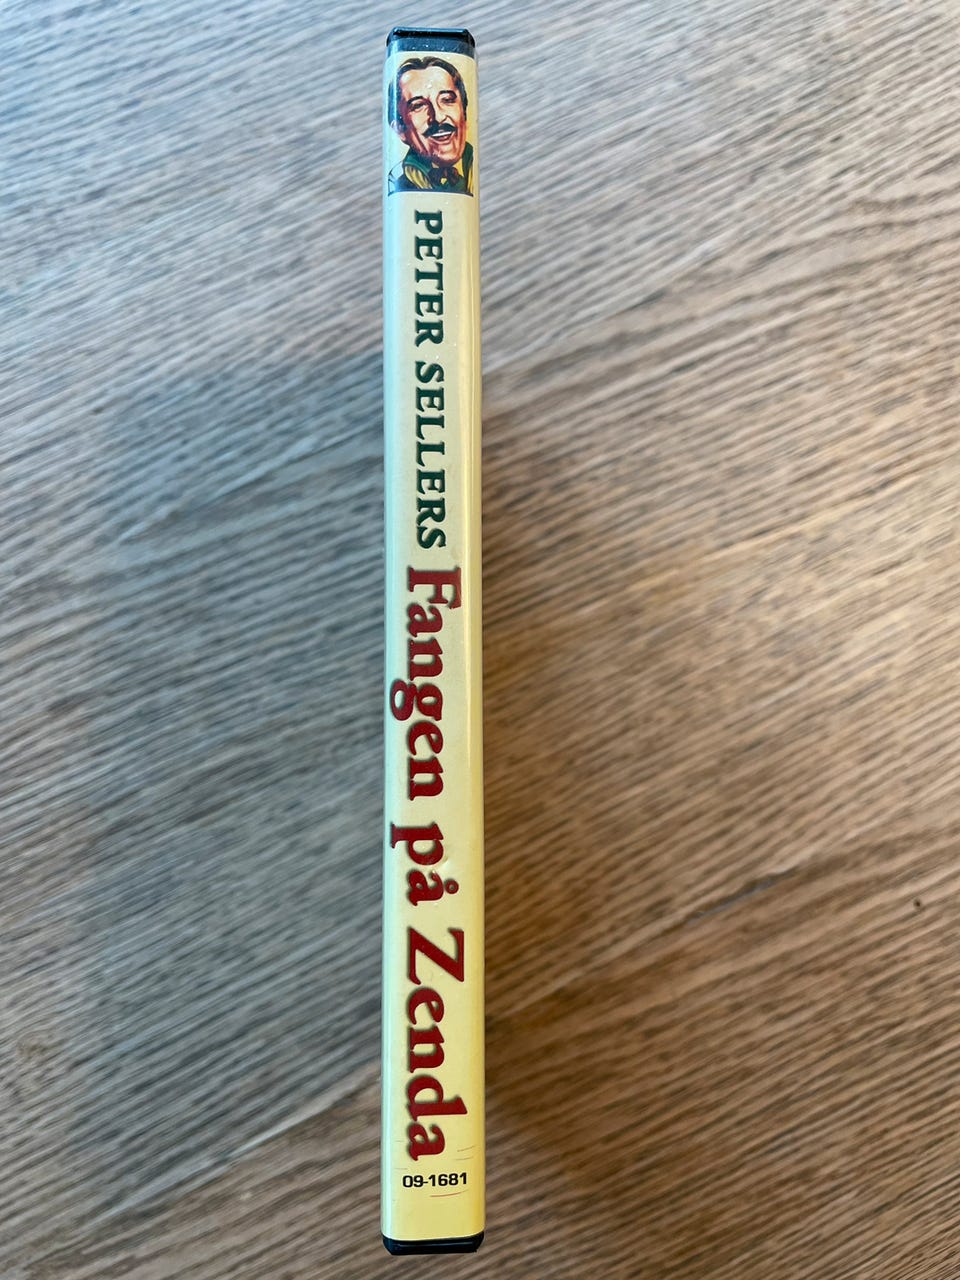 PETER SELLERS Fangen på Zenda
09-1681